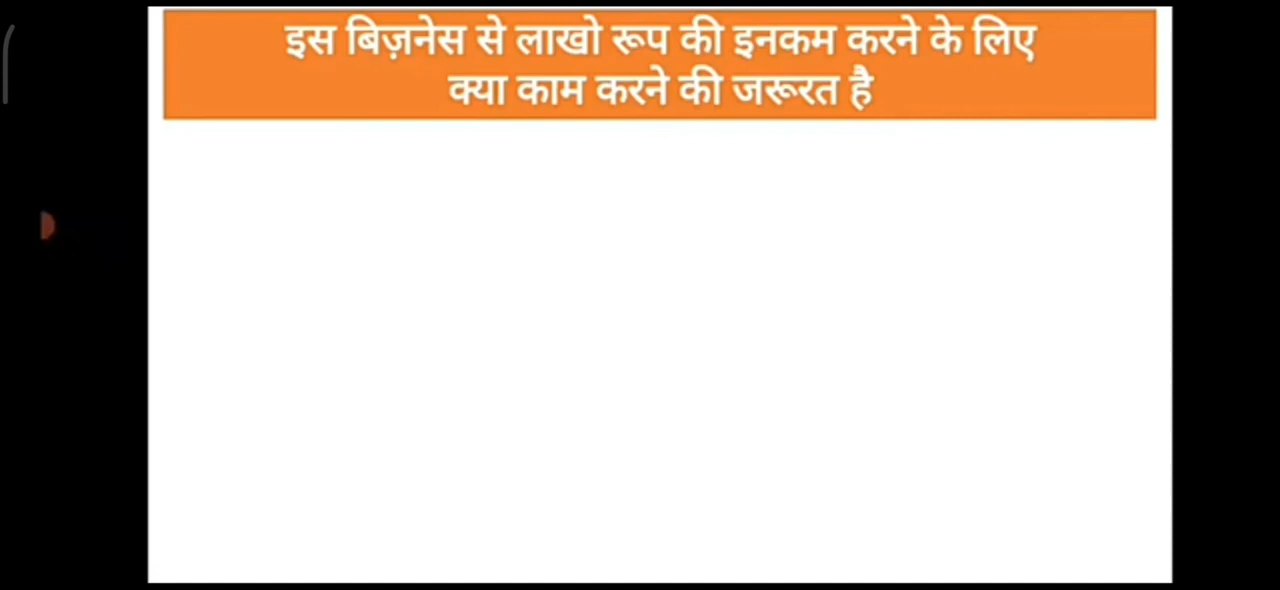 इस बिज़नेस से लाखो रूप की इनकम करने के लिए
क्या काम करने की जरूरत है